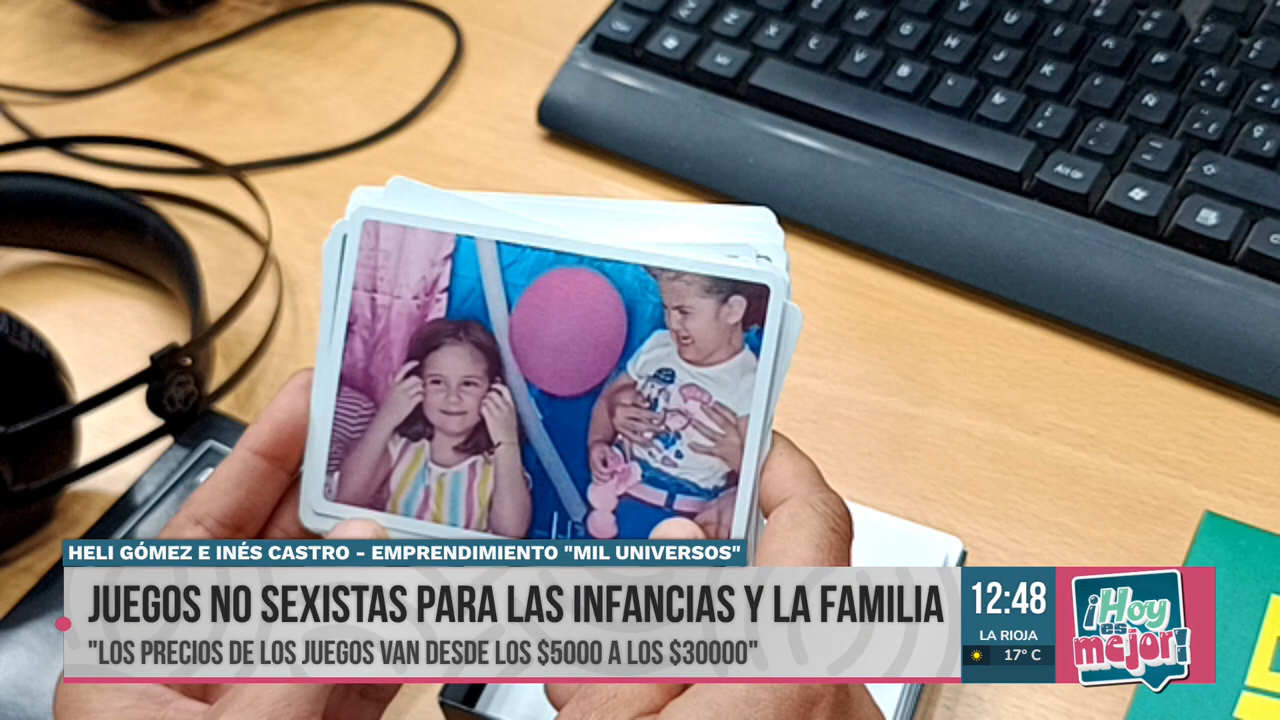 HELI GÓMEZ E INÉS CASTRO - EMPRENDIMIENTO "MIL UNIVERSOS"
JUEGOS NO SEXISTAS PARA LAS INFANCIAS Y LA FAMILIA
"LOS PRECIOS DE LOS JUEGOS VAN DESDE LOS $5000 A LOS $30000"
12:48
LA RIOJA
17° C
¡Hoy
es
mejor!